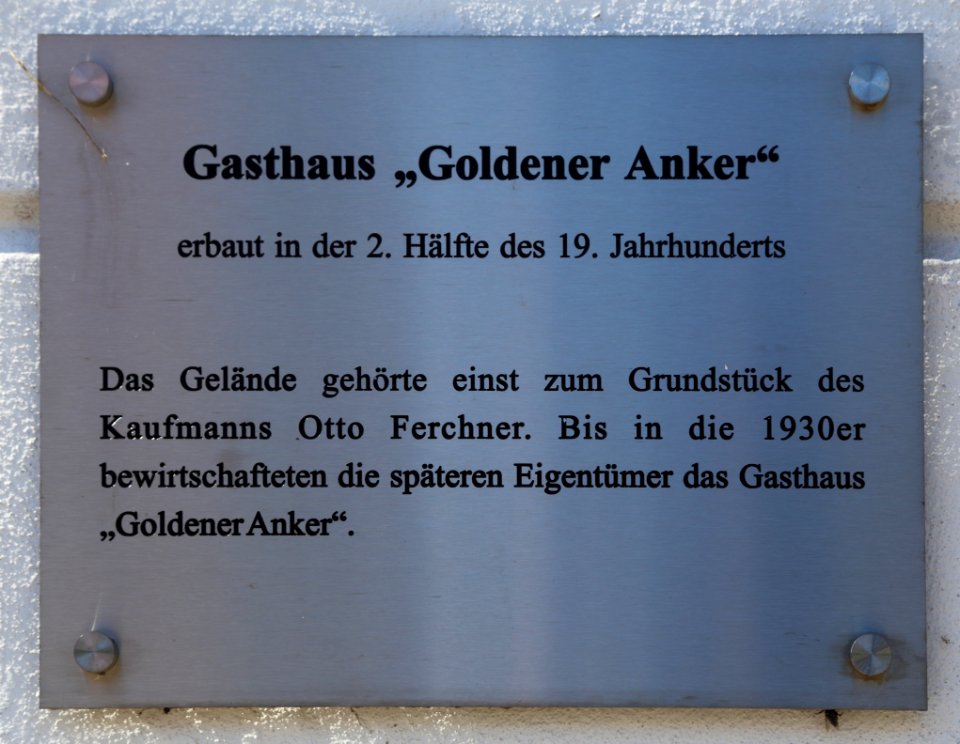 Gasthaus „Goldener Anker“
erbaut in der 2. Hälfte des 19. Jahrhunderts
Das Gelände gehörte einst zum Grundstück des
Kaufmanns Otto Ferchner. Bis in die 1930er
bewirtschafteten die späteren Eigentümer das Gasthaus
„Goldener Anker“.